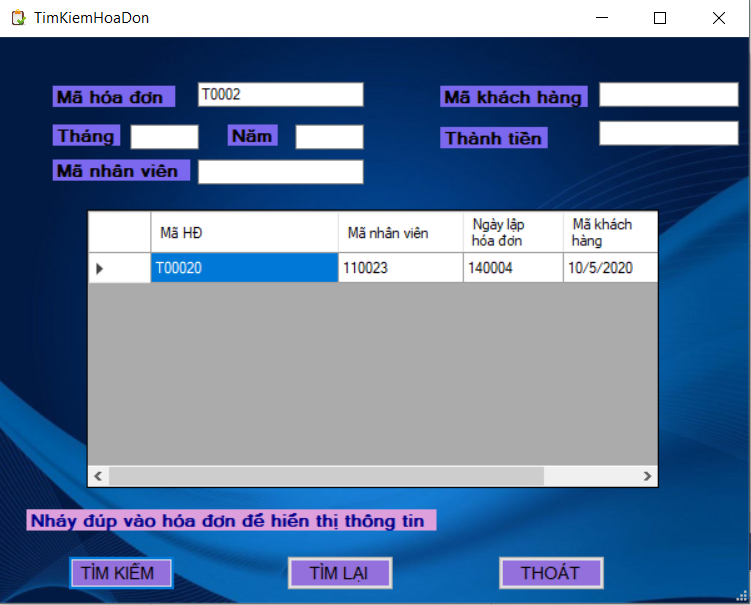 TimKiemHoaDon
Mã hóa đơn T0002 Mã khách hàng
Tháng Năm Thành tiền
Mã nhân viên
Mã HĐ Mã nhân viên Ngày lập hóa đơn Mã khách hàng
T00020 110023 140004 10/5/2020
Nháy đúp vào hóa đơn để hiển thị thông tin
TÌM KIẾM TÌM LẠI THOÁT